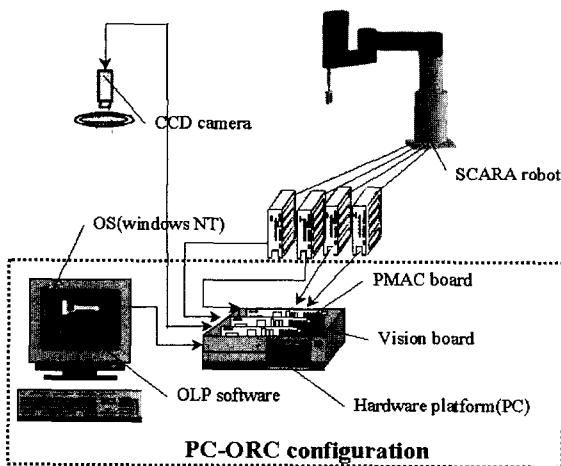 CCD camera
SCARA robot
OS(windows NT)
PMAC board
Vision board
OLP software
Hardware platform(PC)
PC-ORC configuration